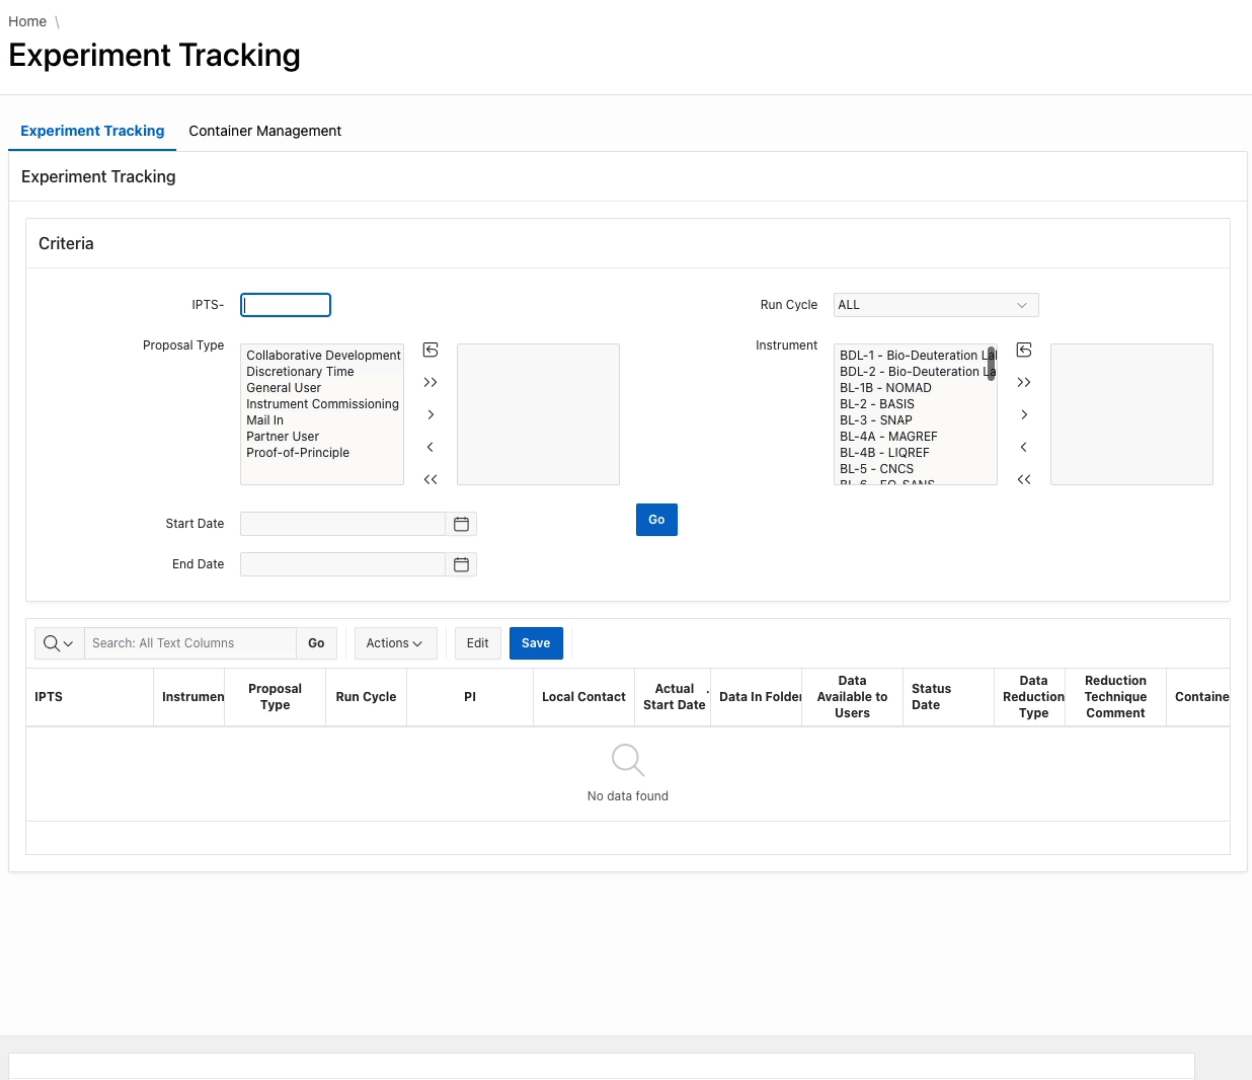 Home \
Experiment Tracking
Experiment Tracking
Container Management
Experiment Tracking
Criteria
IPTS-
Run Cycle
ALL
Proposal Type
Collaborative Development
Discretionary Time
General User
Instrument Commissioning
Mail In
Partner User
Proof-of-Principle
Instrument
BDL-1 - Bio-Deuteration La
BDL-2 - Bio-Deuteration La
BL-1B - NOMAD
BL-2 - BASIS
BL-3 - SNAP
BL-4A - MAGREF
BL-4B - LIQREF
BL-5 - CNCS
BL-6 - EQ-SANS
Start Date
Go
End Date
Search: All Text Columns
Go
Actions
Edit
Save
IPTS
Instrumen
Proposal
Type
Run Cycle
PI
Local Contact
Actual
Start Date
Data In Folder
Data
Available to
Users
Status
Date
Data
Reduction
Type
Reduction
Technique
Comment
Containe
No data found